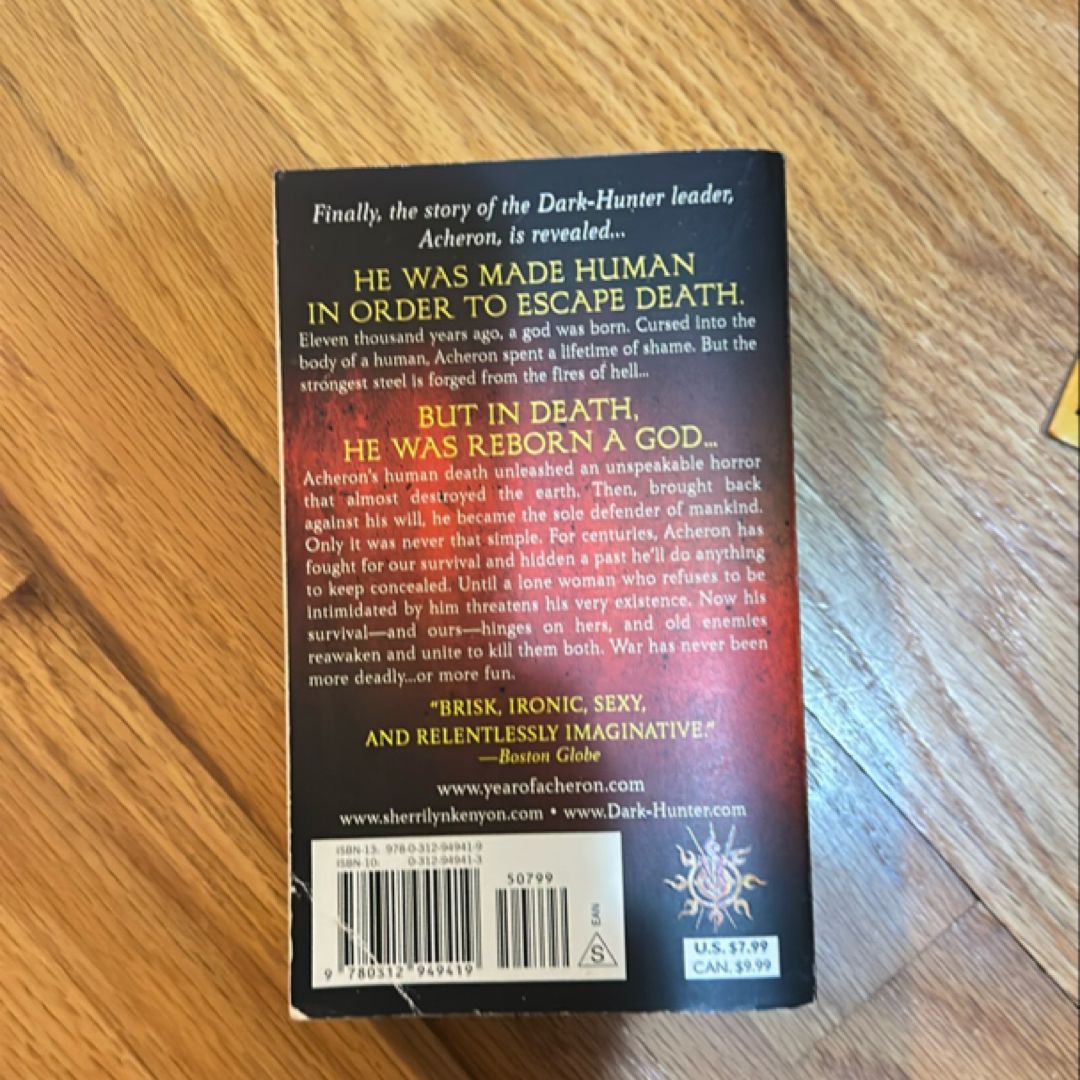 Finally, the story of the Dark-Hunter leader,
Acheron, is revealed...
HE WAS MADE HUMAN
IN ORDER TO ESCAPE DEATH.
Eleven thousand years ago, a god was born. Cursed into the
body of a human, Acheron spent a lifetime of shame. But the
strongest steel is forged from the fires of hell...
BUT IN DEATH,
HE WAS REBORN A GOD...
Acheron's human death unleashed an unspeakable horror
that almost destroyed the earth. Then, brought back
against his will, he became the sole defender of mankind.
Only it was never that simple. For centuries, Acheron has
fought for our survival and hidden a past he'll do anything
to keep concealed. Until a lone woman who refuses to be
intimidated by him threatens his very existence. Now his
survival—and ours—hinges on hers, and old enemies
reawaken and unite to kill them both. War has never been
more deadly...or more fun.
"BRISK, IRONIC, SEXY,
AND RELENTLESSLY IMAGINATIVE."
—Boston Globe
www.yearofacheron.com
www.sherrilynkenyon.com • www.Dark-Hunter.com
ISBN-13: 978-0-312-94941-9
ISBN-10: 0-312-94941-3
50799
EAN
S
9 780312 949419
U.S. $7.99
CAN. $9.99